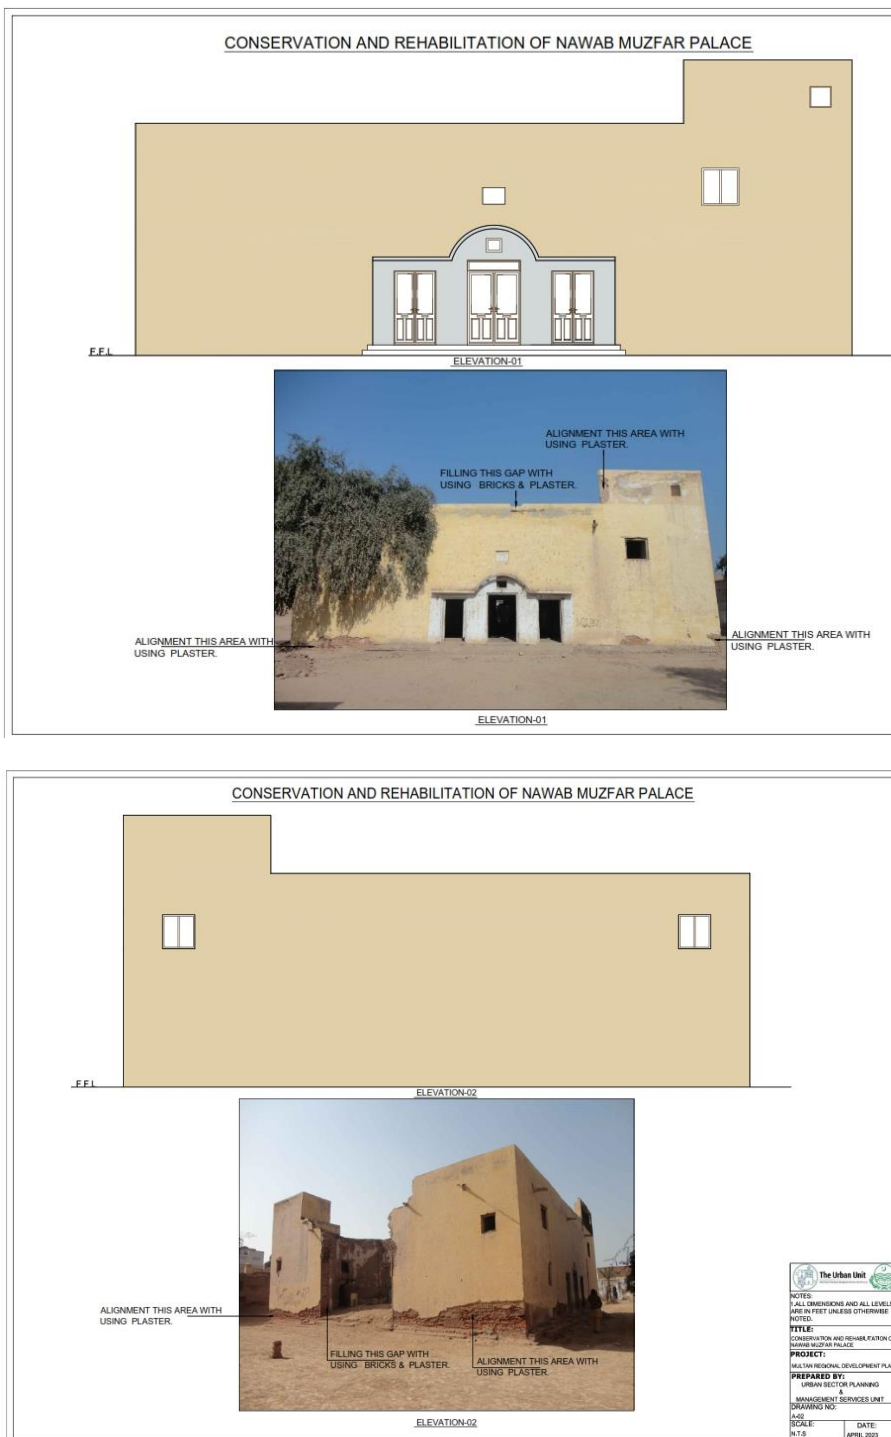 CONSERVATION AND REHABILITATION OF NAWAB MUZFAR PALACE
F.F.L
ELEVATION-01
ALIGNMENT THIS AREA WITH
USING PLASTER.
FILLING THIS GAP WITH
USING BRICKS & PLASTER.
ALIGNMENT THIS AREA WITH
USING PLASTER.
ALIGNMENT THIS AREA WITH
USING PLASTER.
ELEVATION-01
CONSERVATION AND REHABILITATION OF NAWAB MUZFAR PALACE
F.F.L
ELEVATION-02
ALIGNMENT THIS AREA WITH
USING PLASTER.
FILLING THIS GAP WITH
USING BRICKS & PLASTER.
ALIGNMENT THIS AREA WITH
USING PLASTER.
ELEVATION-02
The Urban Unit
NOTES:
1.ALL DIMENSIONS AND ALL LEVELS
ARE IN FEET UNLESS OTHERWISE
NOTED.
TITLE:
CONSERVATION AND REHABILITATION O
NAWAB MUZFAR PALACE
PROJECT:
MULTAN REGIONAL DEVELOPMENT PLA
PREPARED BY:
URBAN SECTOR PLANNING
&
MANAGEMENT SERVICES UNIT
DRAWING NO:
A-02
SCALE: DATE:
N.T.S APRIL 2023